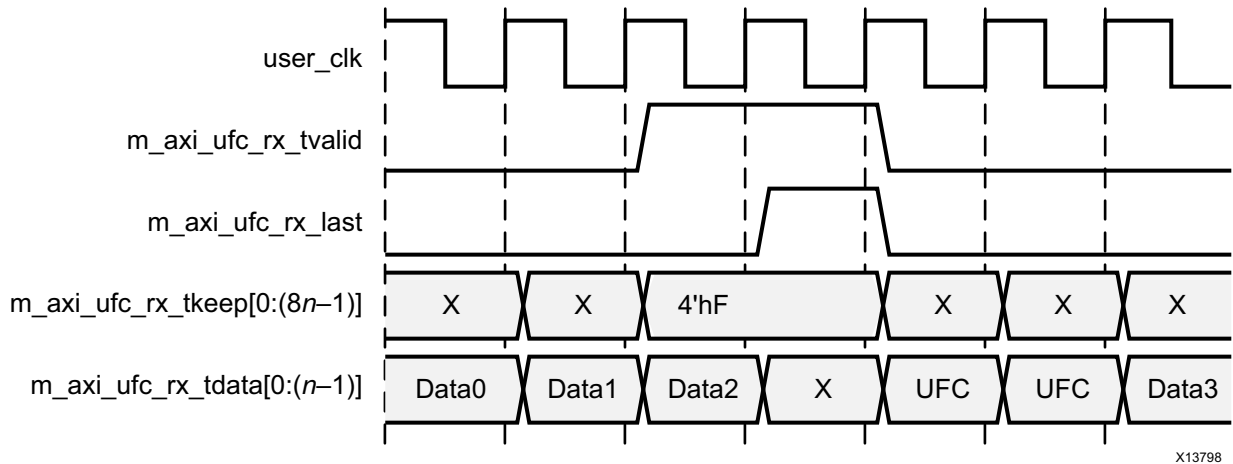 user_clk
m_axi_ufc_rx_tvalid
m_axi_ufc_rx_last
m_axi_ufc_rx_tkeep[0:(8n–1)] X X 4'hF X X X
m_axi_ufc_rx_tdata[0:(n–1)] Data0 Data1 Data2 X UFC UFC Data3
X13798